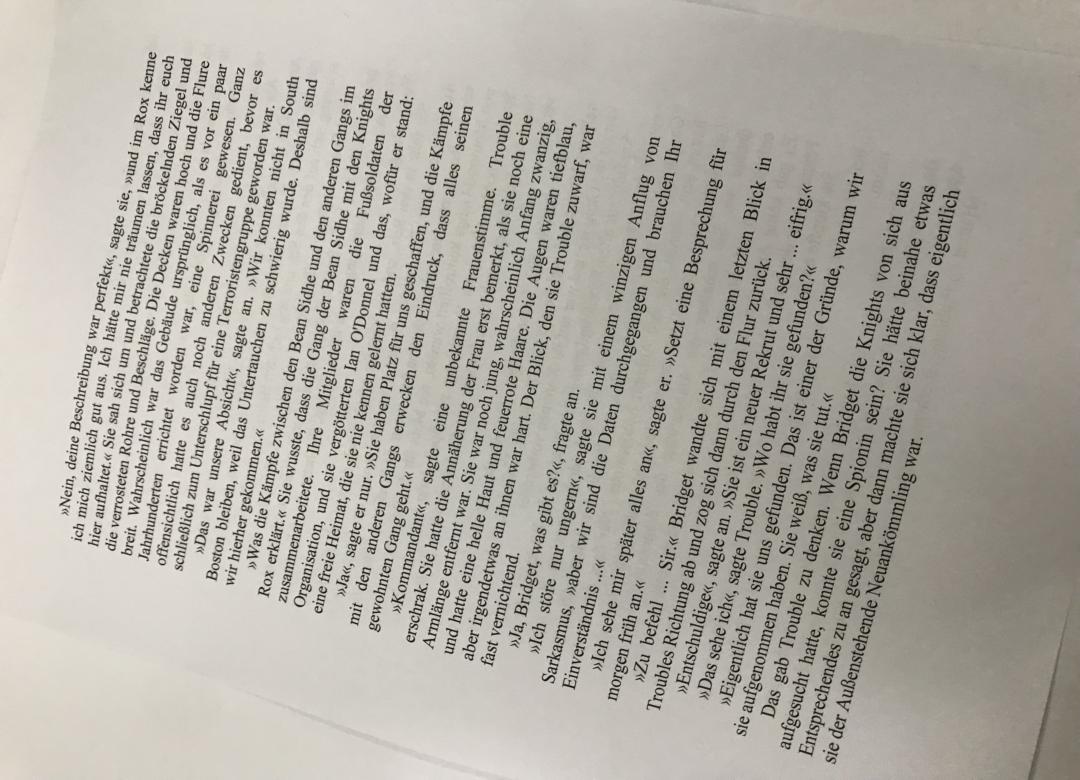 »Nein, deine Beschreibung war perfekt«, sagte sie, »und im Rox kenne
ich mich ziemlich gut aus. Ich hätte mir nie träumen lassen, dass ihr euch
hier aufhaltet.« Sie sah sich um und betrachtete die bröckelnden Ziegel und
die verrosteten Rohre und Beschläge. Die Decken waren hoch und die Flure
breit. Wahrscheinlich war das Gebäude ursprünglich, als es vor ein paar
Jahrhunderten errichtet worden war, eine Spinnerei gewesen. Ganz
offensichtlich hatte es auch noch anderen Zwecken gedient, bevor es
schließlich zum Unterschlupf für eine Terroristengruppe geworden war.
»Das war unsere Absicht«, sagte an. »Wir konnten nicht in South
Boston bleiben, weil das Untertauchen zu schwierig wurde. Deshalb sind
wir hierher gekommen.«
»Was die Kämpfe zwischen den Bean Sidhe und den anderen Gangs im
Rox erklärt.« Sie wusste, dass die Gang der Bean Sidhe mit den Knights
zusammenarbeitete. Ihre Mitglieder waren die Fußsoldaten der
Organisation, und sie vergötterten Ian O'Donnel und das, wofür er stand:
eine freie Heimat, die sie nie kennen gelernt hatten.
»Ja«, sagte er nur. »Sie haben Platz für uns geschaffen, und die Kämpfe
mit den anderen Gangs erwecken den Eindruck, dass alles seinen
gewohnten Gang geht.«
»Kommandant«, sagte eine unbekannte Frauenstimme. Trouble
erschrak. Sie hatte die Annäherung der Frau erst bemerkt, als sie noch eine
Armlänge entfernt war. Sie war noch jung, wahrscheinlich Anfang zwanzig,
und hatte eine helle Haut und feuerrote Haare. Die Augen waren tiefblau,
aber irgendetwas an ihnen war hart. Der Blick, den sie Trouble zuwarf, war
fast vernichtend.
»Ja, Bridget, was gibt es?«, fragte an.
»Ich störe nur ungern«, sagte sie mit einem winzigen Anflug von
Sarkasmus, »aber wir sind die Daten durchgegangen und brauchen Ihr
Einverständnis ...«
»Ich sehe mir später alles an«, sagte er. »Setzt eine Besprechung für
morgen früh an.«
»Zu befehl ... Sir.« Bridget wandte sich mit einem letzten Blick in
Troubles Richtung ab und zog sich dann durch den Flur zurück.
»Entschuldige«, sagte an. »Sie ist ein neuer Rekrut und sehr ... eifrig.«
»Das sehe ich«, sagte Trouble. »Wo habt ihr sie gefunden?«
»Eigentlich hat sie uns gefunden. Das ist einer der Gründe, warum wir
sie aufgenommen haben. Sie weiß, was sie tut.«
Das gab Trouble zu denken. Wenn Bridget die Knights von sich aus
aufgesucht hatte, konnte sie eine Spionin sein? Sie hätte beinahe etwas
Entsprechendes zu an gesagt, aber dann machte sie sich klar, dass eigentlich
sie der Außenstehende Neuankömmling war.